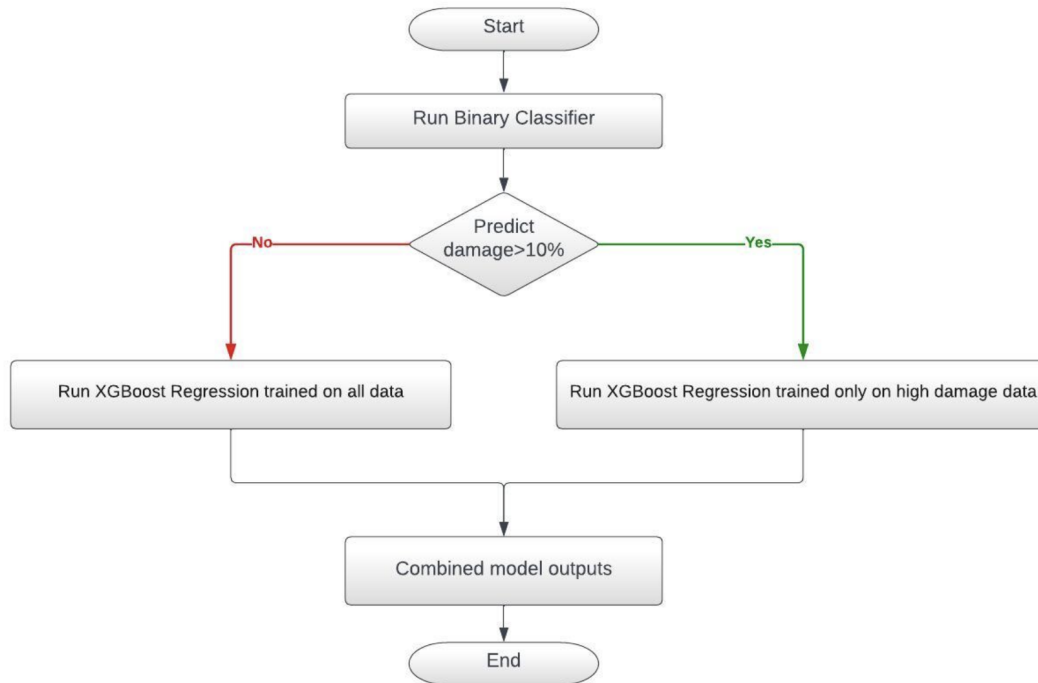 Start
Run Binary Classifier
Predict
damage>10%
No
Yes
Run XGBoost Regression trained on all data
Run XGBoost Regression trained only on high damage data
Combined model outputs
End